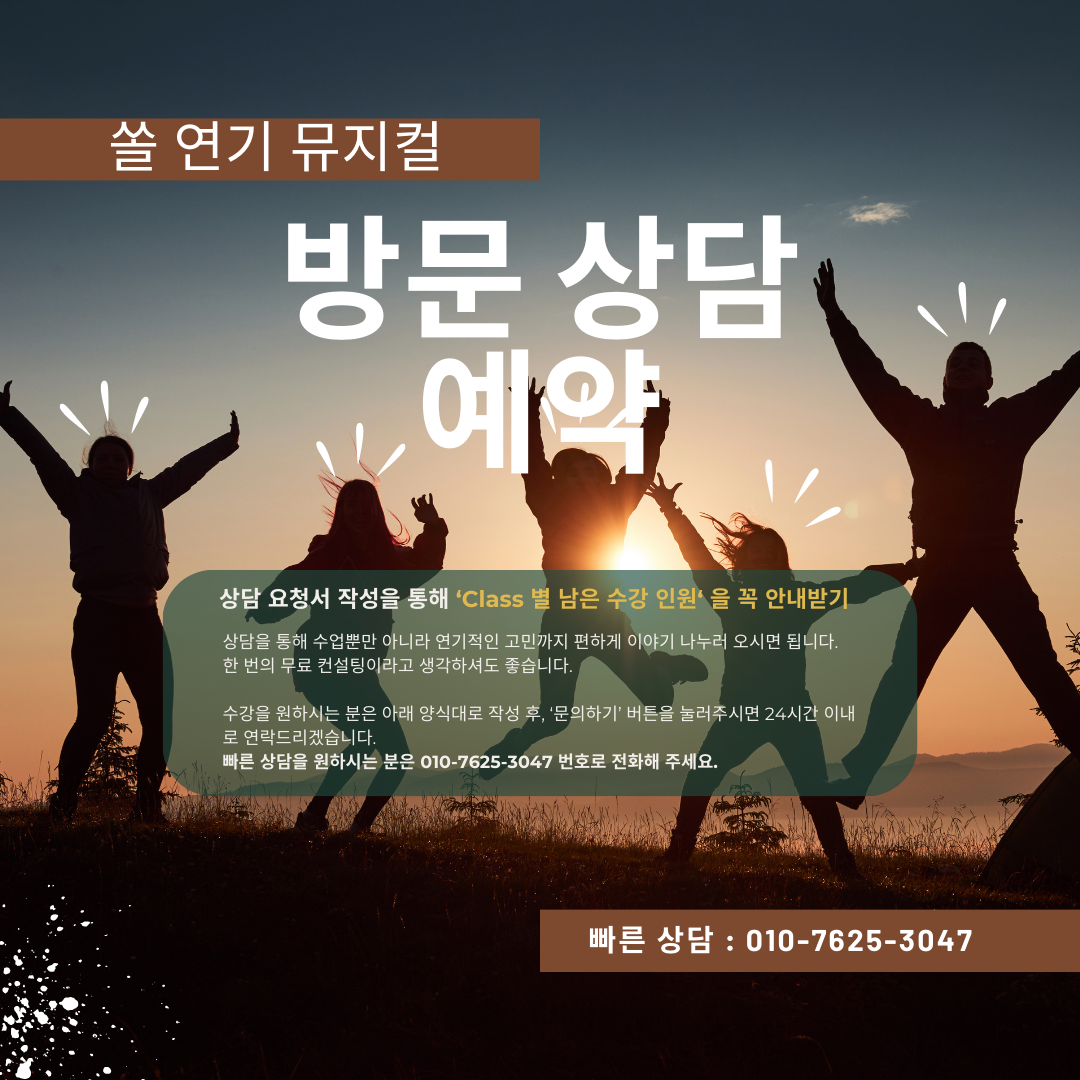 쏠 연기 뮤지컬
방문 상담
예약
상담 요청서 작성을 통해 ‘Class 별 남은 수강 인원‘ 을 꼭 안내받기
상담을 통해 수업뿐만 아니라 연기적인 고민까지 편하게 이야기 나누러 오시면 됩니다.
한 번의 무료 컨설팅이라고 생각하셔도 좋습니다.
수강을 원하시는 분은 아래 양식대로 작성 후, ‘문의하기’ 버튼을 눌러주시면 24시간 이내
로 연락드리겠습니다.
빠른 상담을 원하시는 분은 010-7625-3047 번호로 전화해 주세요.
빠른 상담 : 010-7625-3047